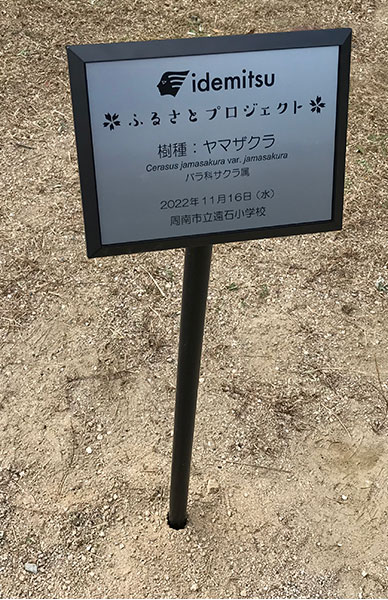 idemitsu
ふるさとプロジェクト
樹種：ヤマザクラ
Cerasus jamasakura var. jamasakura
バラ科サクラ属
2022年11月16日（水）
周南市立遠石小学校